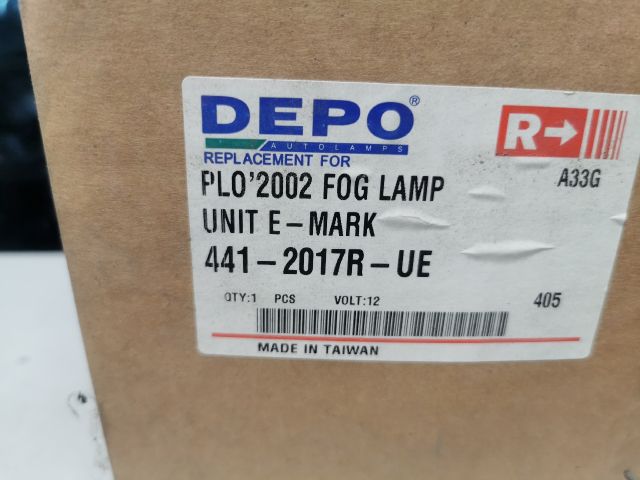 DEPO®
AUTOLAMPS
REPLACEMENT FOR
R→
A33G
PLO'2002 FOG LAMP
UNIT E-MARK
441-2017R-UE
QTY:1 PCS VOLT:12 405
MADE IN TAIWAN